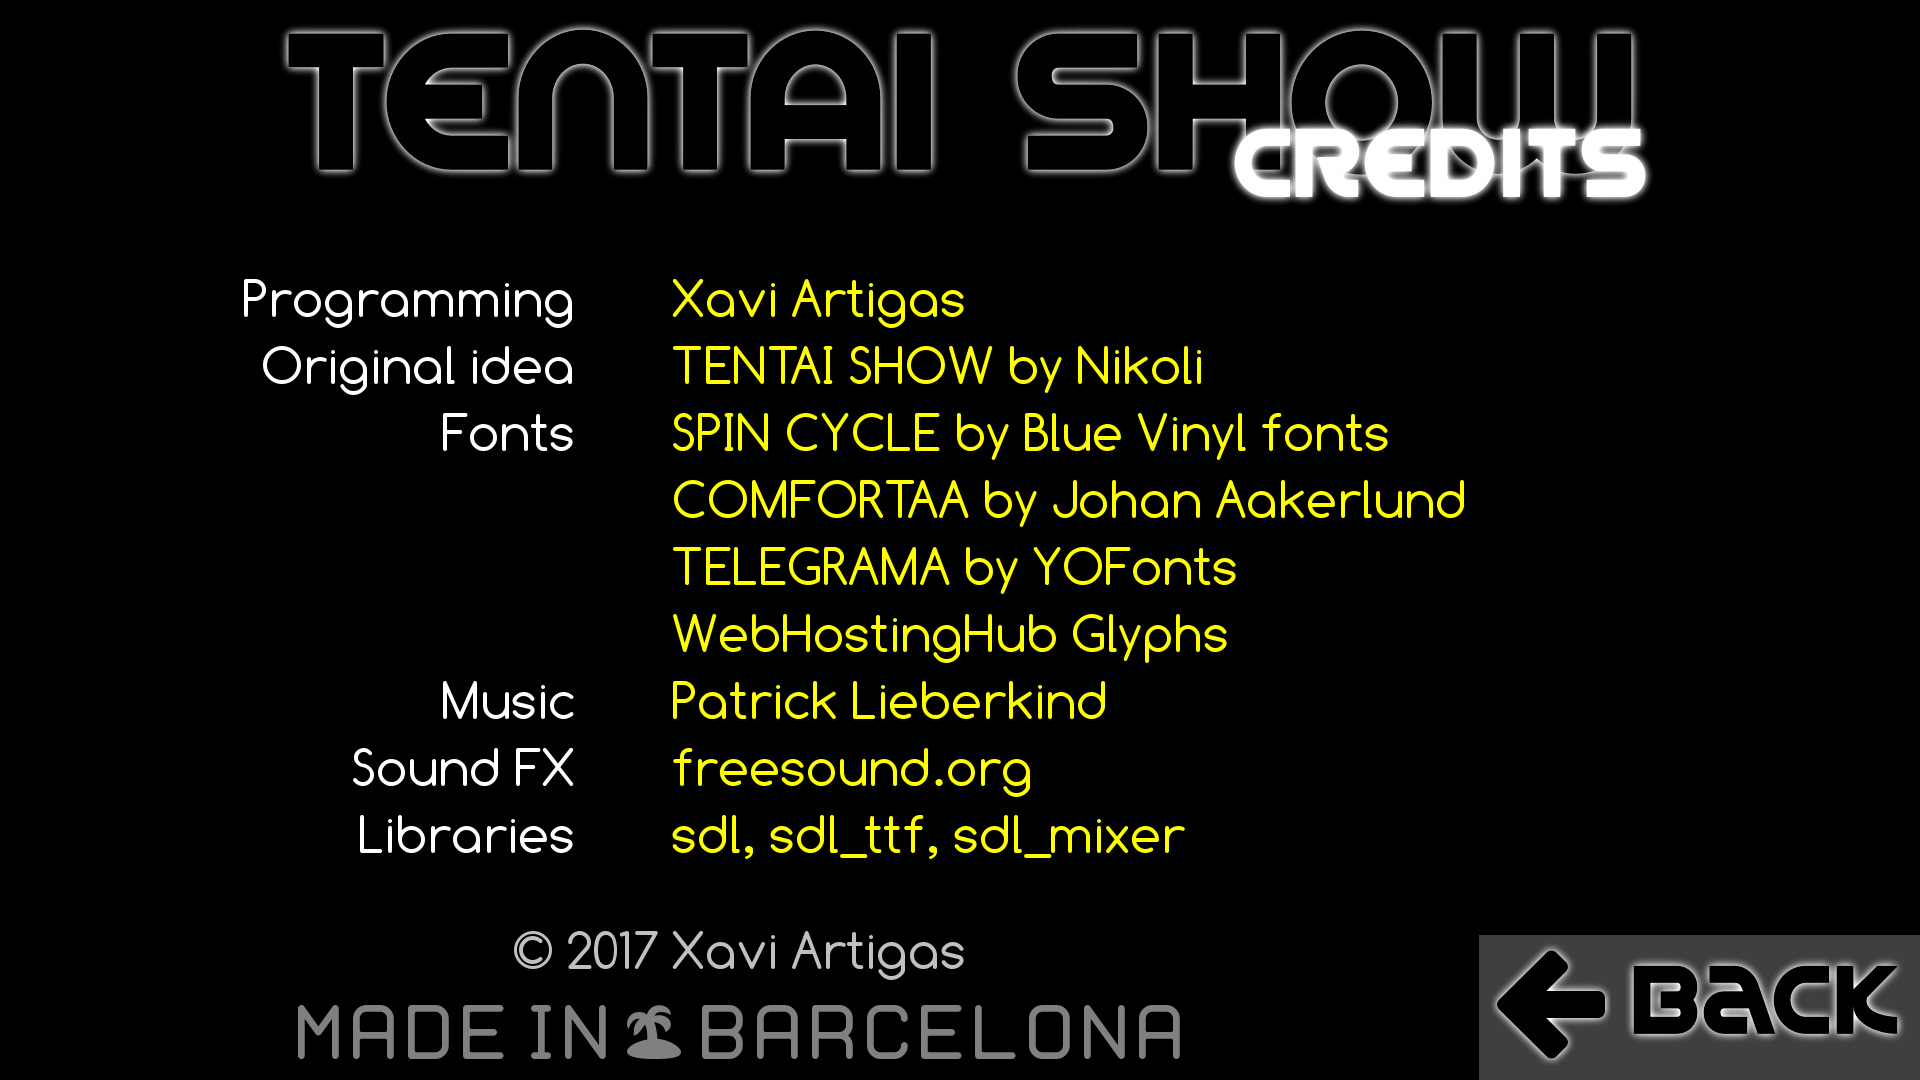 TENTAI SHOW
CREDITS
Programming Xavi Artigas
Original idea TENTAI SHOW by Nikoli
Fonts SPIN CYCLE by Blue Vinyl fonts
COMFORTAA by Johan Aakerlund
TELEGRAMA by YOFonts
WebHostingHub Glyphs
Music Patrick Lieberkind
Sound FX freesound.org
Libraries sdl, sdl_ttf, sdl_mixer
© 2017 Xavi Artigas
MADE IN BARCELONA
BACK